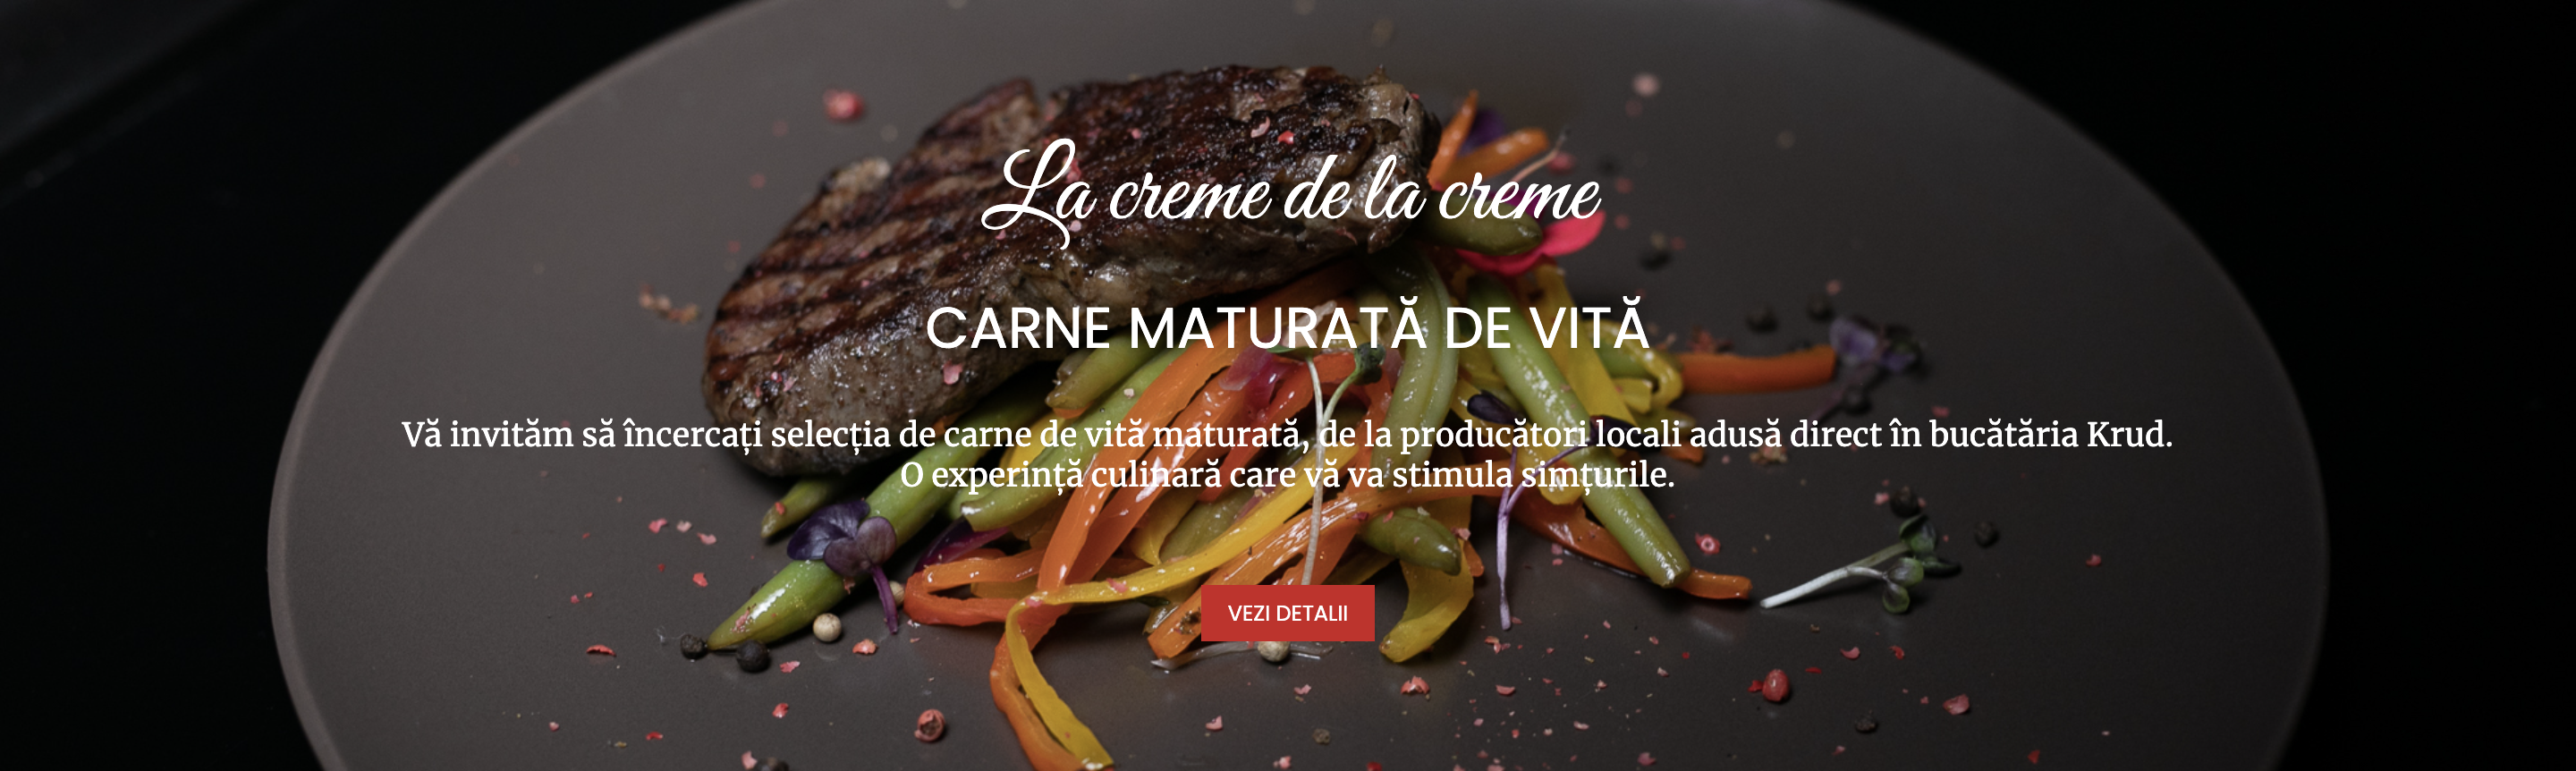 La creme de la creme
CARNE MATURATĂ DE VITĂ
Vă invităm să încercați selecția de carne de vită maturată, de la producători locali adusă direct în bucătăria Krud.
O experință culinară care vă va stimula simțurile.
VEZI DETALII